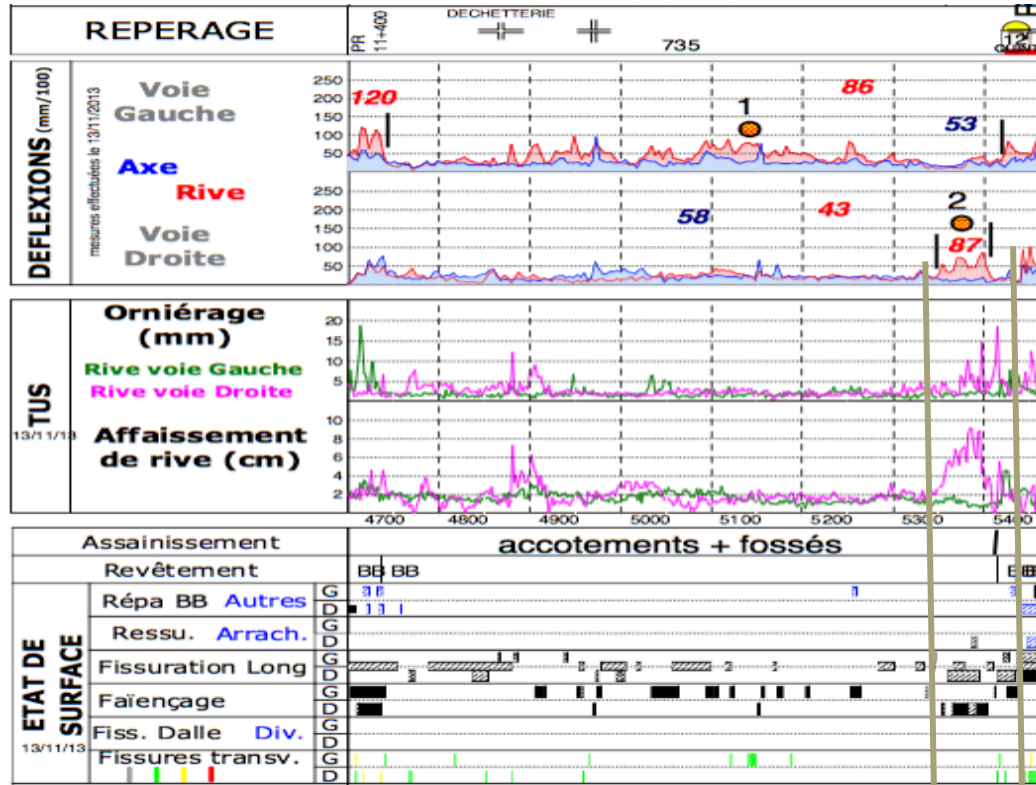 REPERAGE
PR
11+400
DECHETTERIE
735
12
DEFLEXIONS (mm/100)
mesures effectuées le 13/11/2013
Voie
Gauche
Axe
Rive
Voie
Droite
250
200
150
100
50
120
1
86
53
250
200
150
100
50
58
43
2
87
TUS
13/11/13
Orniérage
(mm)
Rive voie Gauche
Rive voie Droite
20
15
10
5
Affaissement
de rive (cm)
10
8
6
4
2
4700 4800 4900 5000 5100 5200 5300 5400
Assainissement
accotements + fossés
Revêtement
BB BB
ETAT DE
SURFACE
13/11/13
Répa BB Autres
G
D
Ressu. Arrach.
G
D
Fissuration Long
G
D
Faïençage
G
D
Fiss. Dalle Div.
G
D
Fissures transv.
G
D